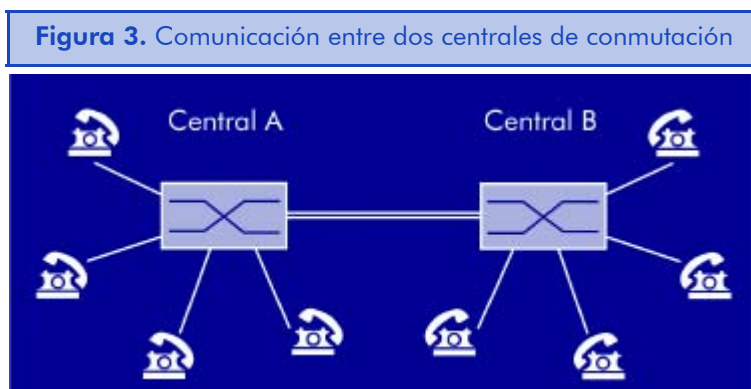 Figura 3. Comunicación entre dos centrales de conmutación
Central A
Central B